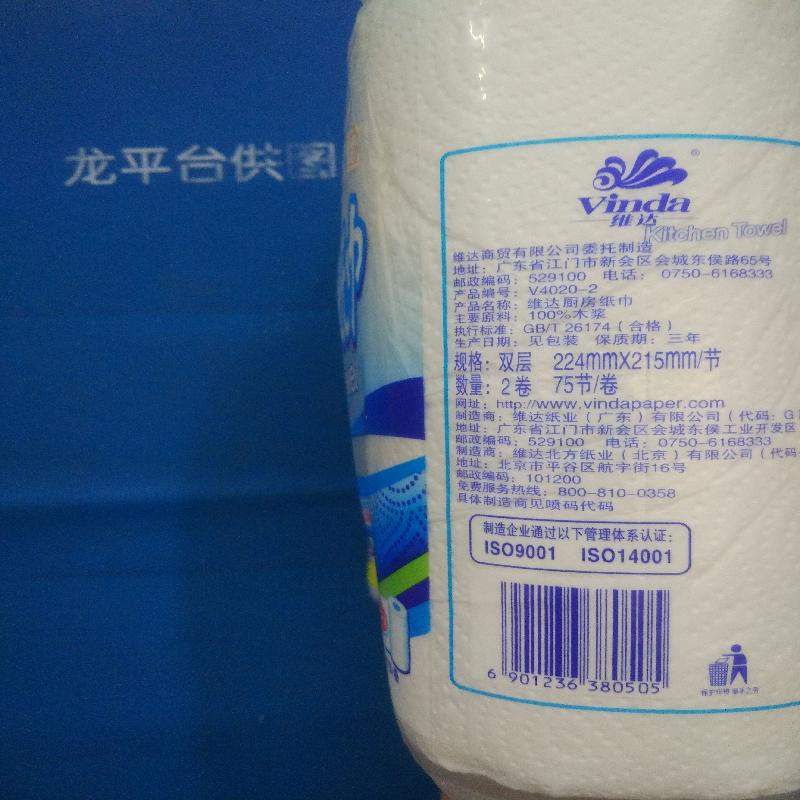 龙平台供图
Vinda
维达
Kitchen Towel
维达商贸有限公司委托制造
地址：广东省江门市新会区会城东侯路65号
邮政编码：529100 电话：0750-6168333
产品编号：V4020-2
产品名称：维达厨房纸巾
主要原料：100%木浆
执行标准：GB/T 26174（合格）
生产日期：见包装 保质期：三年
规格：双层 224mmX215mm/节
数量：2卷 75节/卷
网址：http://www.vindapaper.com
制造商：维达纸业（广东）有限公司（代码：G
地址：广东省江门市新会区会城东侯工业开发区
邮政编码：529100 电话：0750-6168333
制造商：维达北方纸业（北京）有限公司（代码：
地址：北京市平谷区航宇街16号
邮政编码：101200
免费服务热线：800-810-0358
具体制造商见喷码代码
制造企业通过以下管理体系认证：
ISO9001 ISO14001
6 901236 380505
保护环境 举手之劳